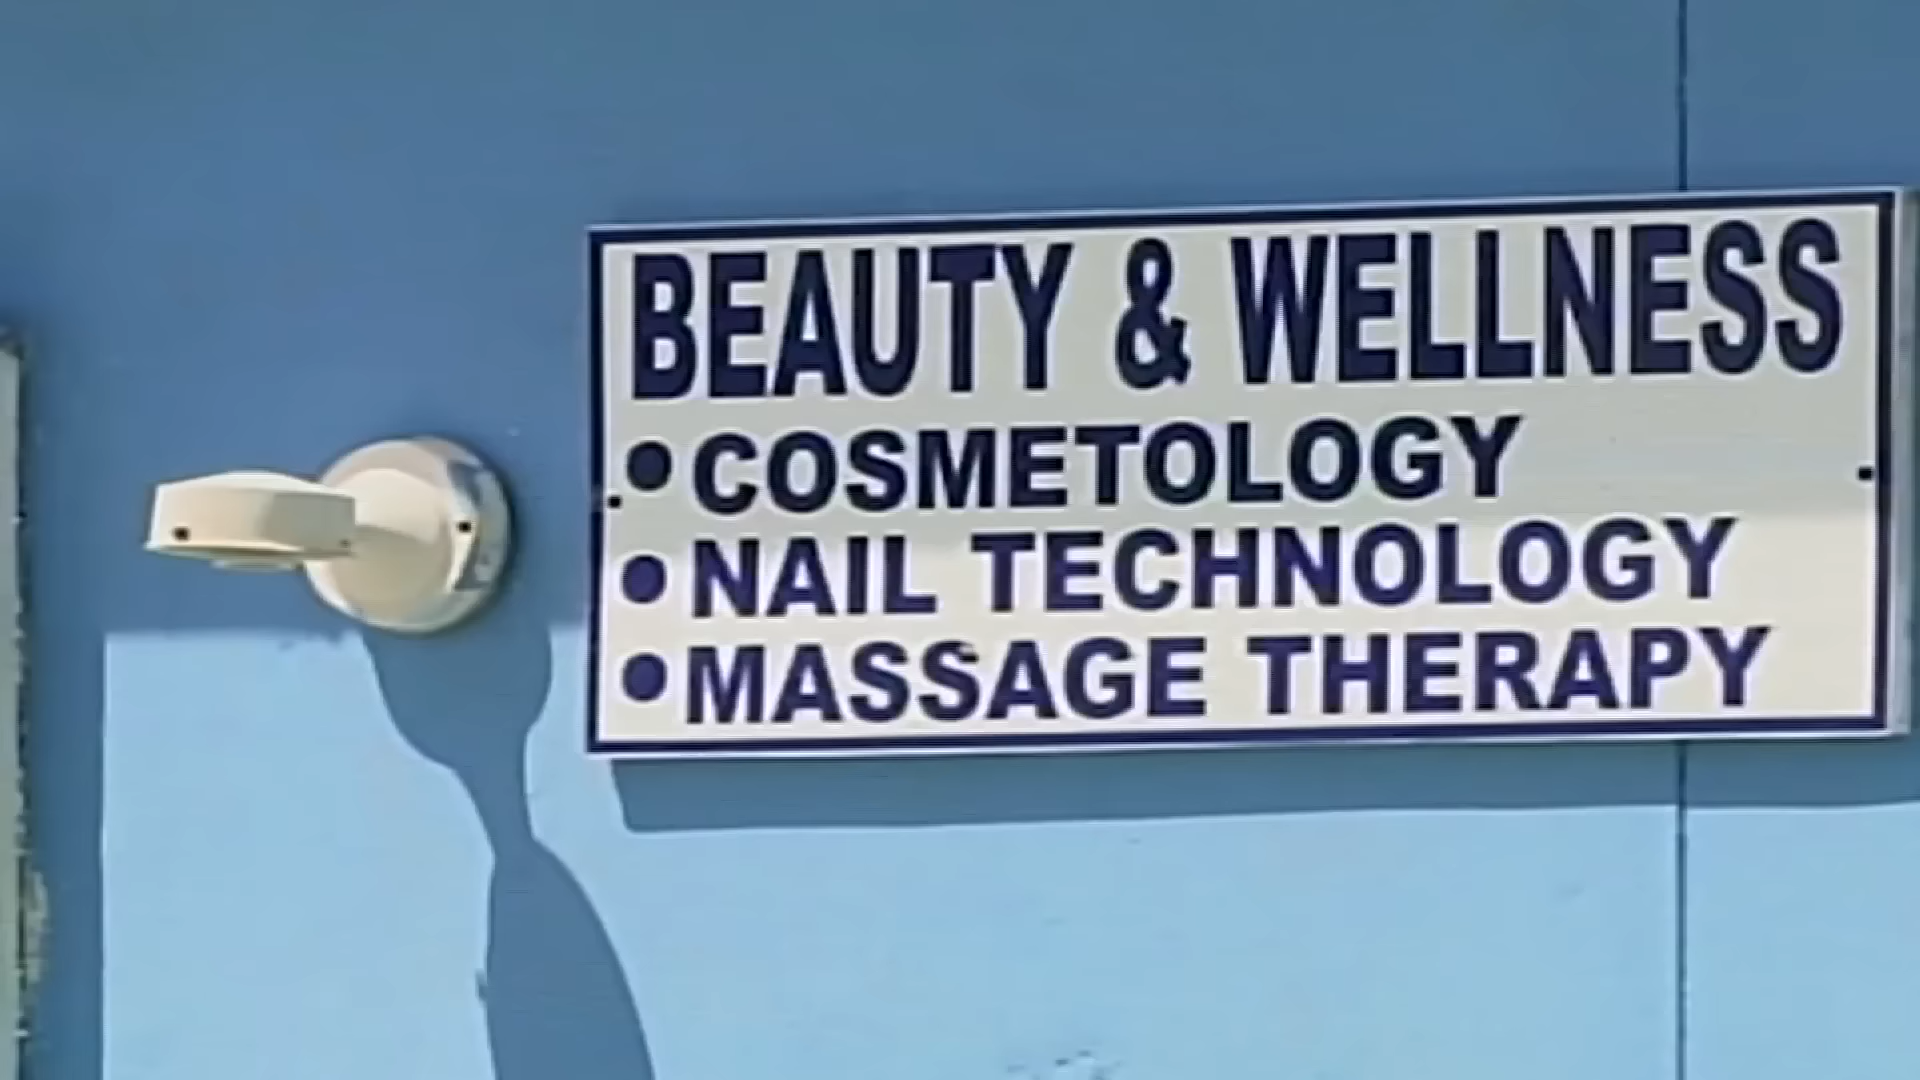 BEAUTY & WELLNESS
• COSMETOLOGY
• NAIL TECHNOLOGY
• MASSAGE THERAPY